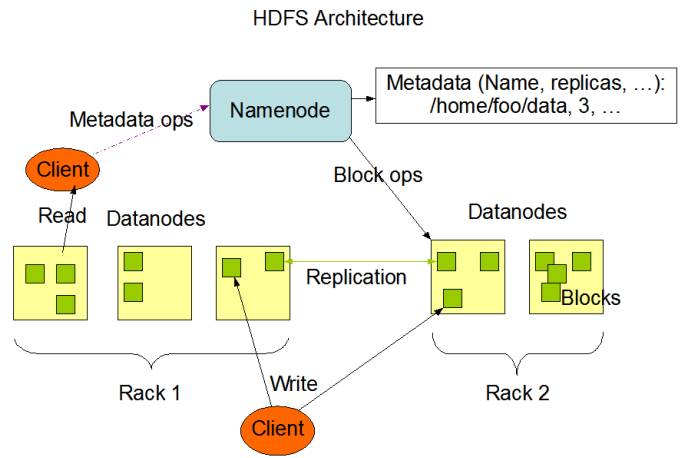 HDFS Architecture
Metadata (Name, replicas, …):
/home/foo/data, 3, …
Namenode
Metadata ops
Client
Block ops
Read
Datanodes
Datanodes
Replication
Blocks
Rack 1
Write
Rack 2
Client